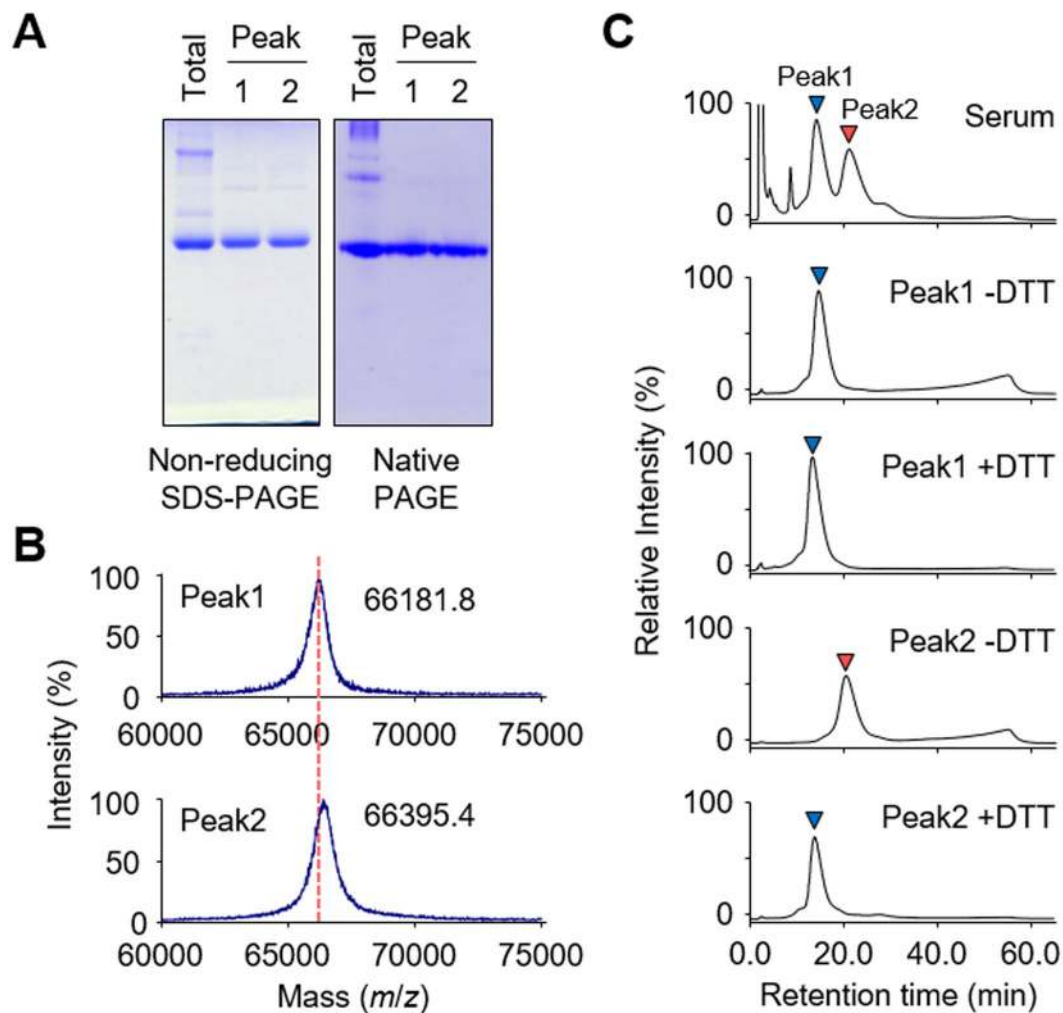 A
Total
Peak
1 2
Total
Peak
1 2
Non-reducing
SDS-PAGE
Native
PAGE
B
Intensity (%)
100
50
0
Peak1
66181.8
60000 65000 70000 75000
100
50
0
Peak2
66395.4
60000 65000 70000 75000
Mass (m/z)
C
Relative Intensity (%)
Peak1
Peak2
100
0
Serum
100
0
Peak1 -DTT
100
0
Peak1 +DTT
100
0
Peak2 -DTT
100
0
Peak2 +DTT
0.0 20.0 40.0 60.0
Retention time (min)